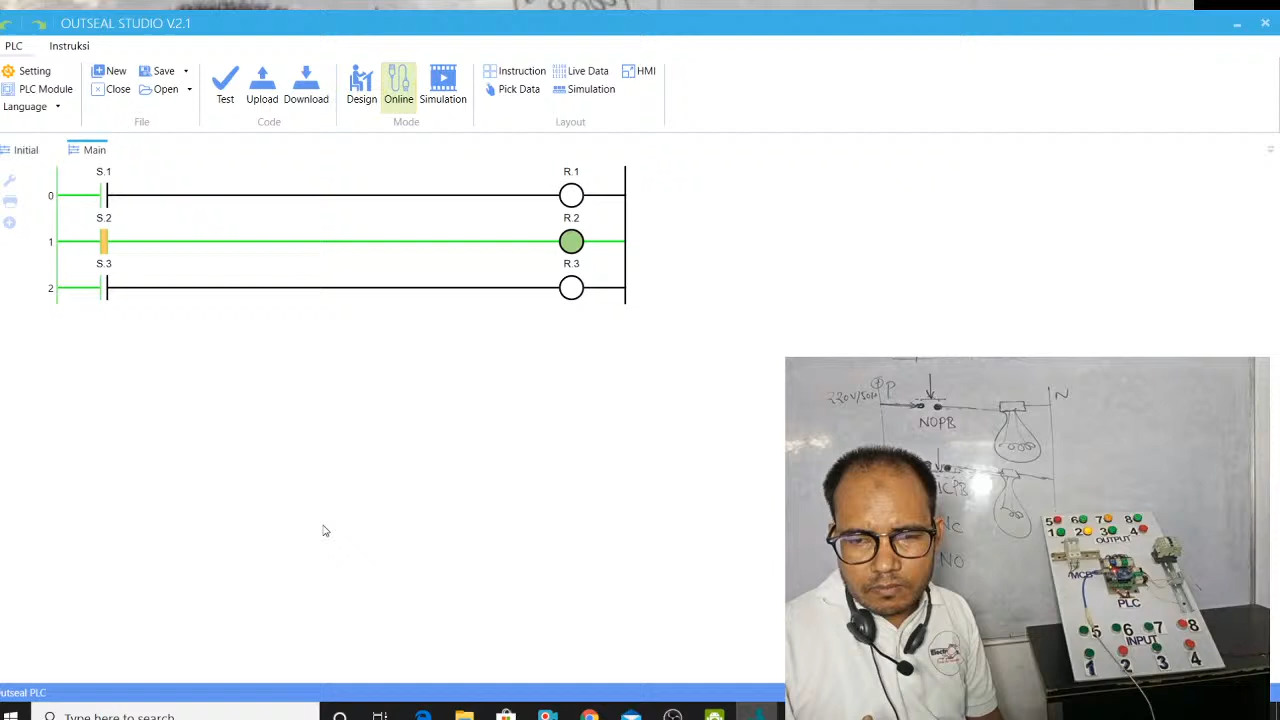 OUTSEAL STUDIO V.2.1
PLC Instruksi
Setting
PLC Module
Language
New Save
Close Open
File
Test Upload Download
Code
Design Online Simulation
Mode
Instruction Live Data HMI
Pick Data Simulation
Layout
Initial Main
S.1 R.1
0
S.2 R.2
1
S.3 R.3
2
P N
NOPB
NO
5 6 7 8
1 2 3 4
OUTPUT
MCB
PLC
5 6 7 8
INPUT
1 2 3 4
Electro
utseal PLC
Type here to search